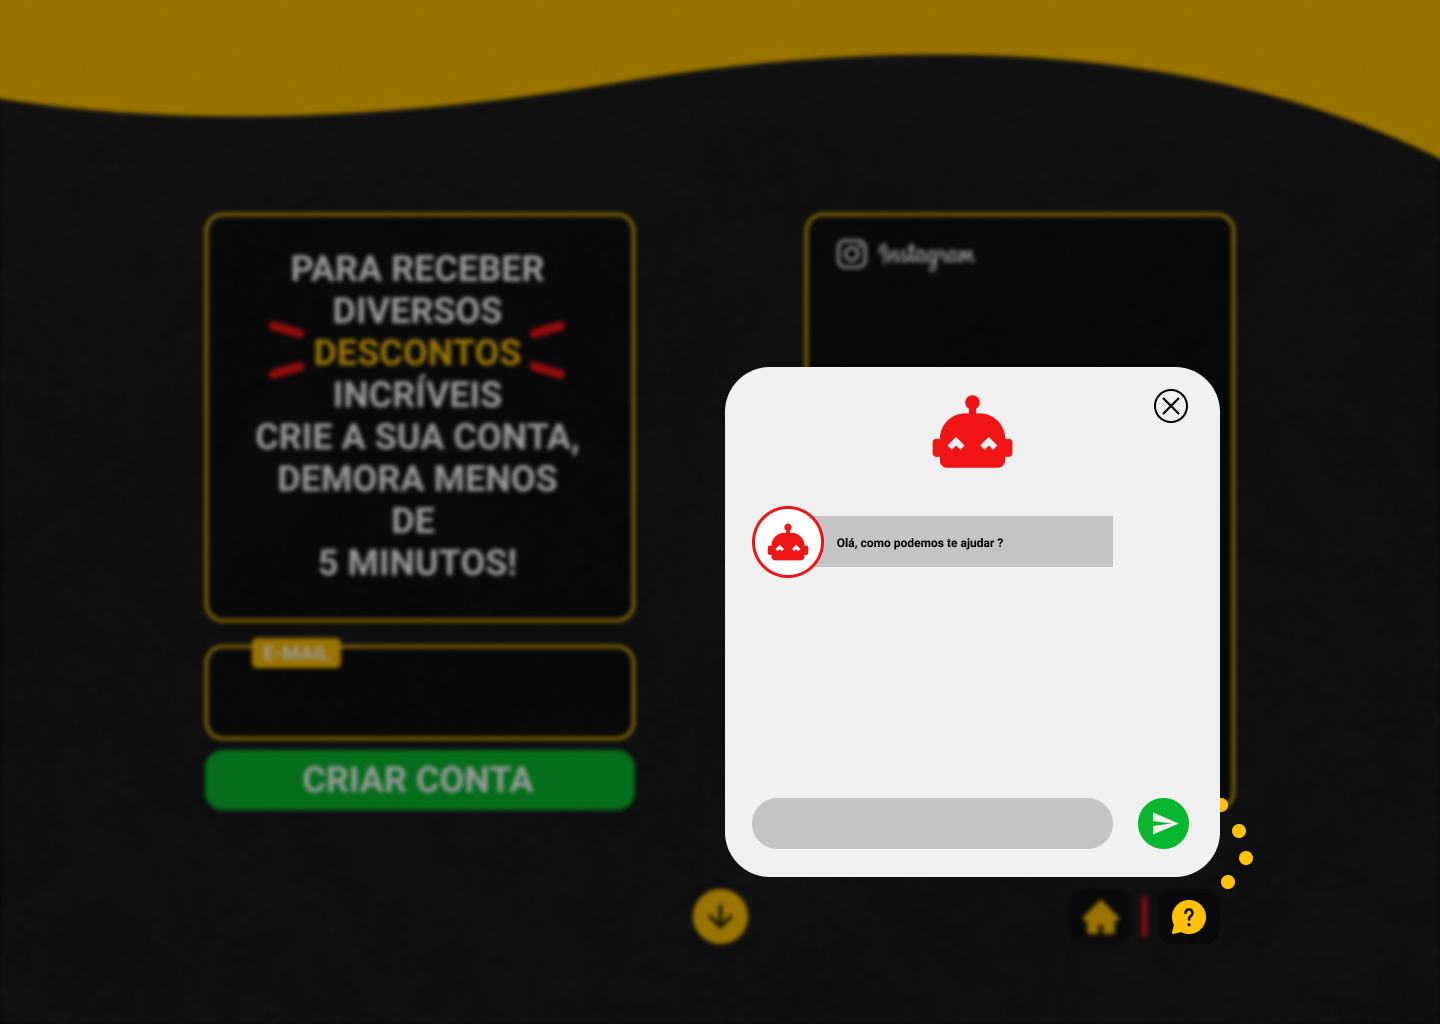 PARA RECEBER
DIVERSOS
DESCONTOS
INCRÍVEIS
CRIE A SUA CONTA,
DEMORA MENOS
DE
5 MINUTOS!
E-MAIL
CRIAR CONTA
Instagram
Olá, como podemos te ajudar ?
?